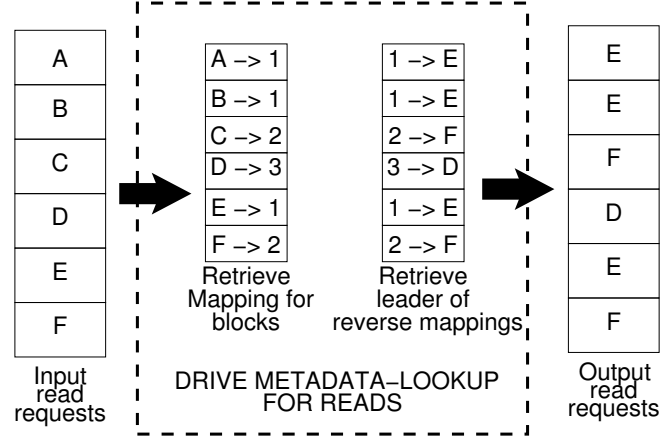 A
B
C
D
E
F
Input
read
requests
A −> 1
B −> 1
C −> 2
D −> 3
E −> 1
F −> 2
Retrieve
Mapping for
blocks
1 −> E
1 −> E
2 −> F
3 −> D
1 −> E
2 −> F
Retrieve
leader of
reverse mappings
DRIVE METADATA−LOOKUP
FOR READS
E
E
F
D
E
F
Output
read
requests